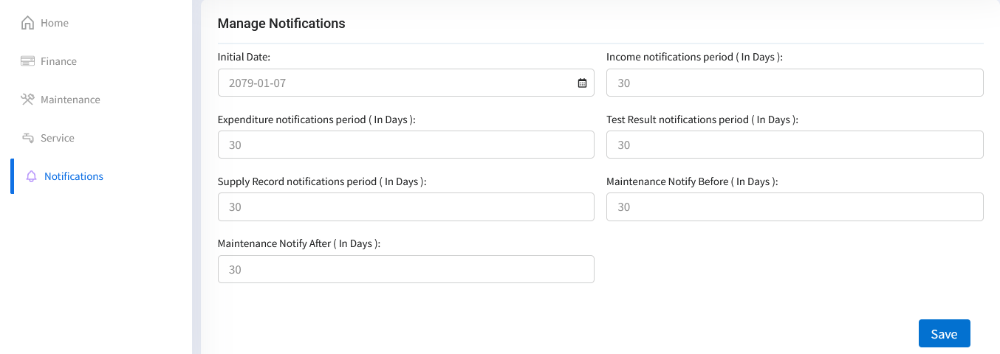 Home
Finance
Maintenance
Service
Notifications
Manage Notifications
Initial Date:
2079-01-07
Income notifications period ( In Days ):
30
Expenditure notifications period ( In Days ):
30
Test Result notifications period ( In Days ):
30
Supply Record notifications period ( In Days ):
30
Maintenance Notify Before ( In Days ):
30
Maintenance Notify After ( In Days ):
30
Save